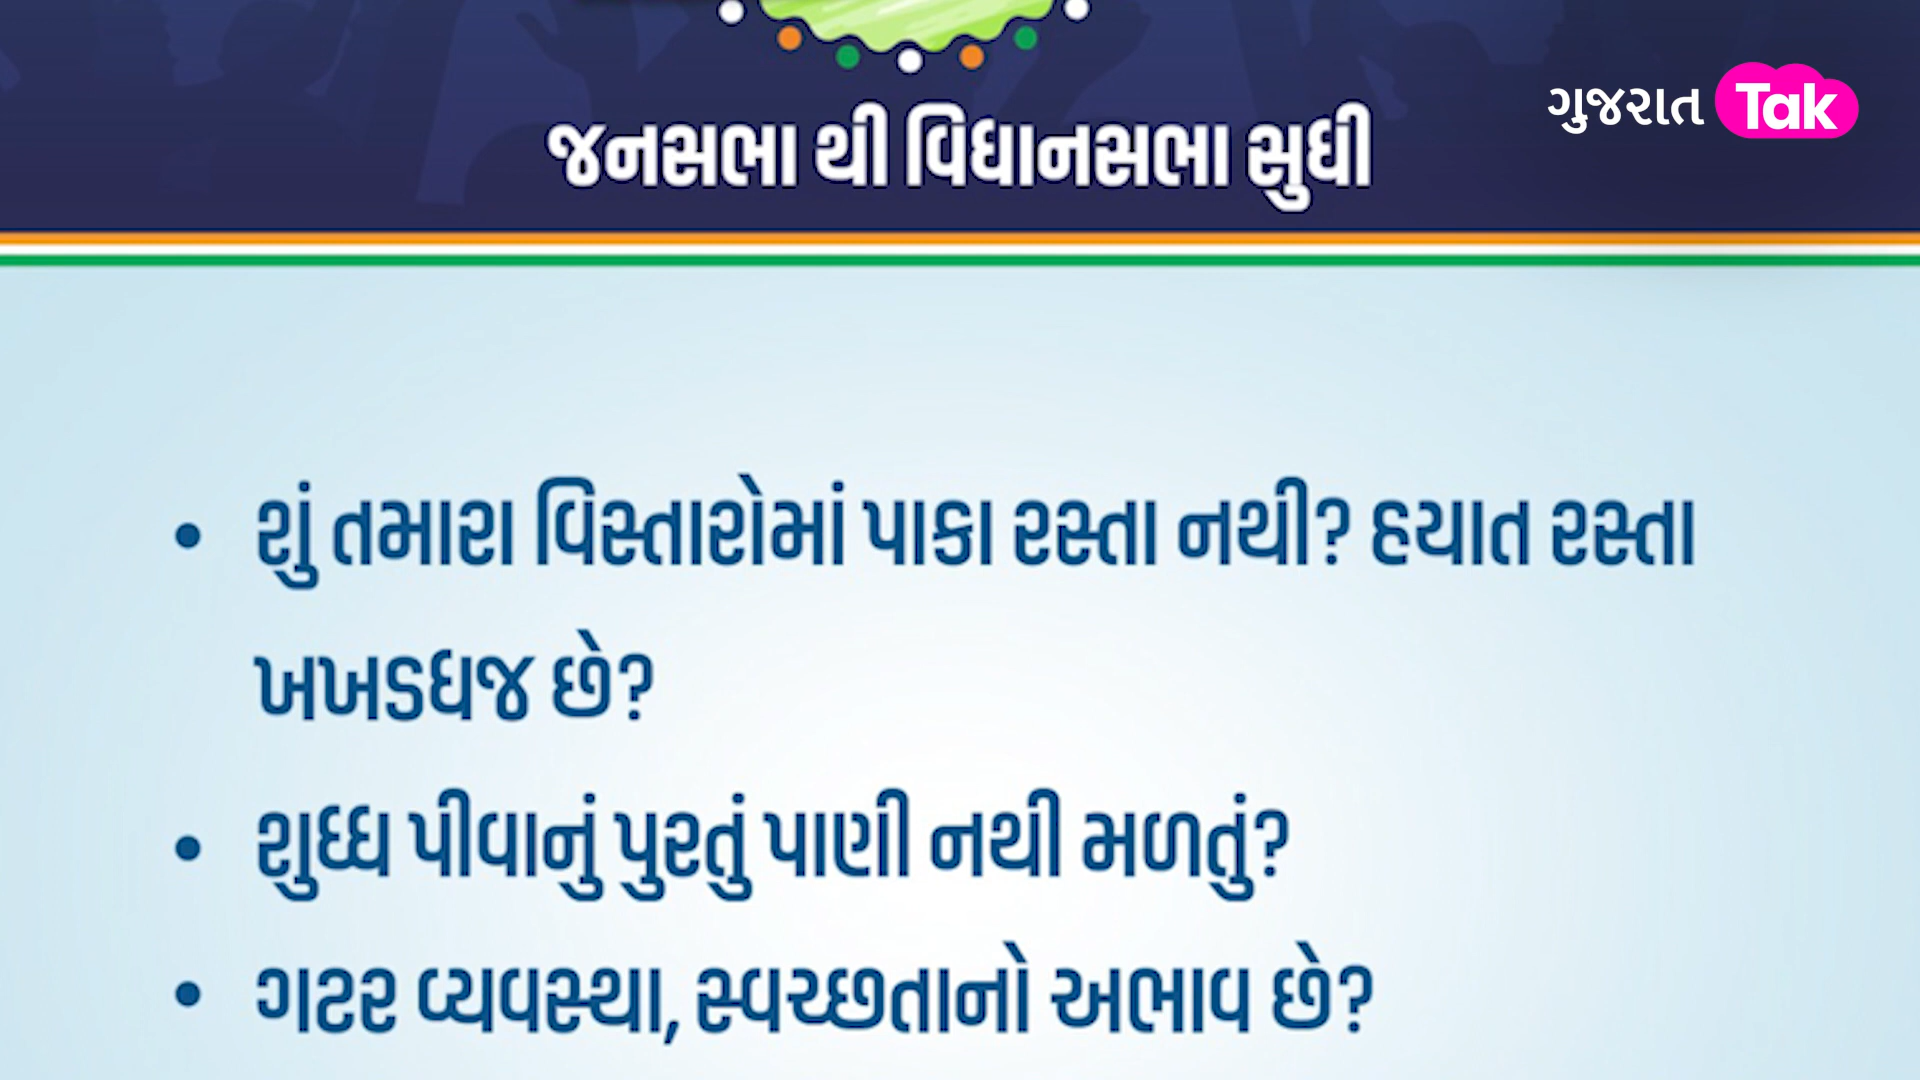 ગુજરાત Tak
જનસભા થી વિધાનસભા સુધી
• શું તમારા વિસ્તારોમાં પાકા રસ્તા નથી? હયાત રસ્તા
ખખડધજ છે?
• શુધ્ધ પીવાનું પુરતું પાણી નથી મળતું?
• ગટર વ્યવસ્થા, સ્વચ્છતાનો અભાવ છે?